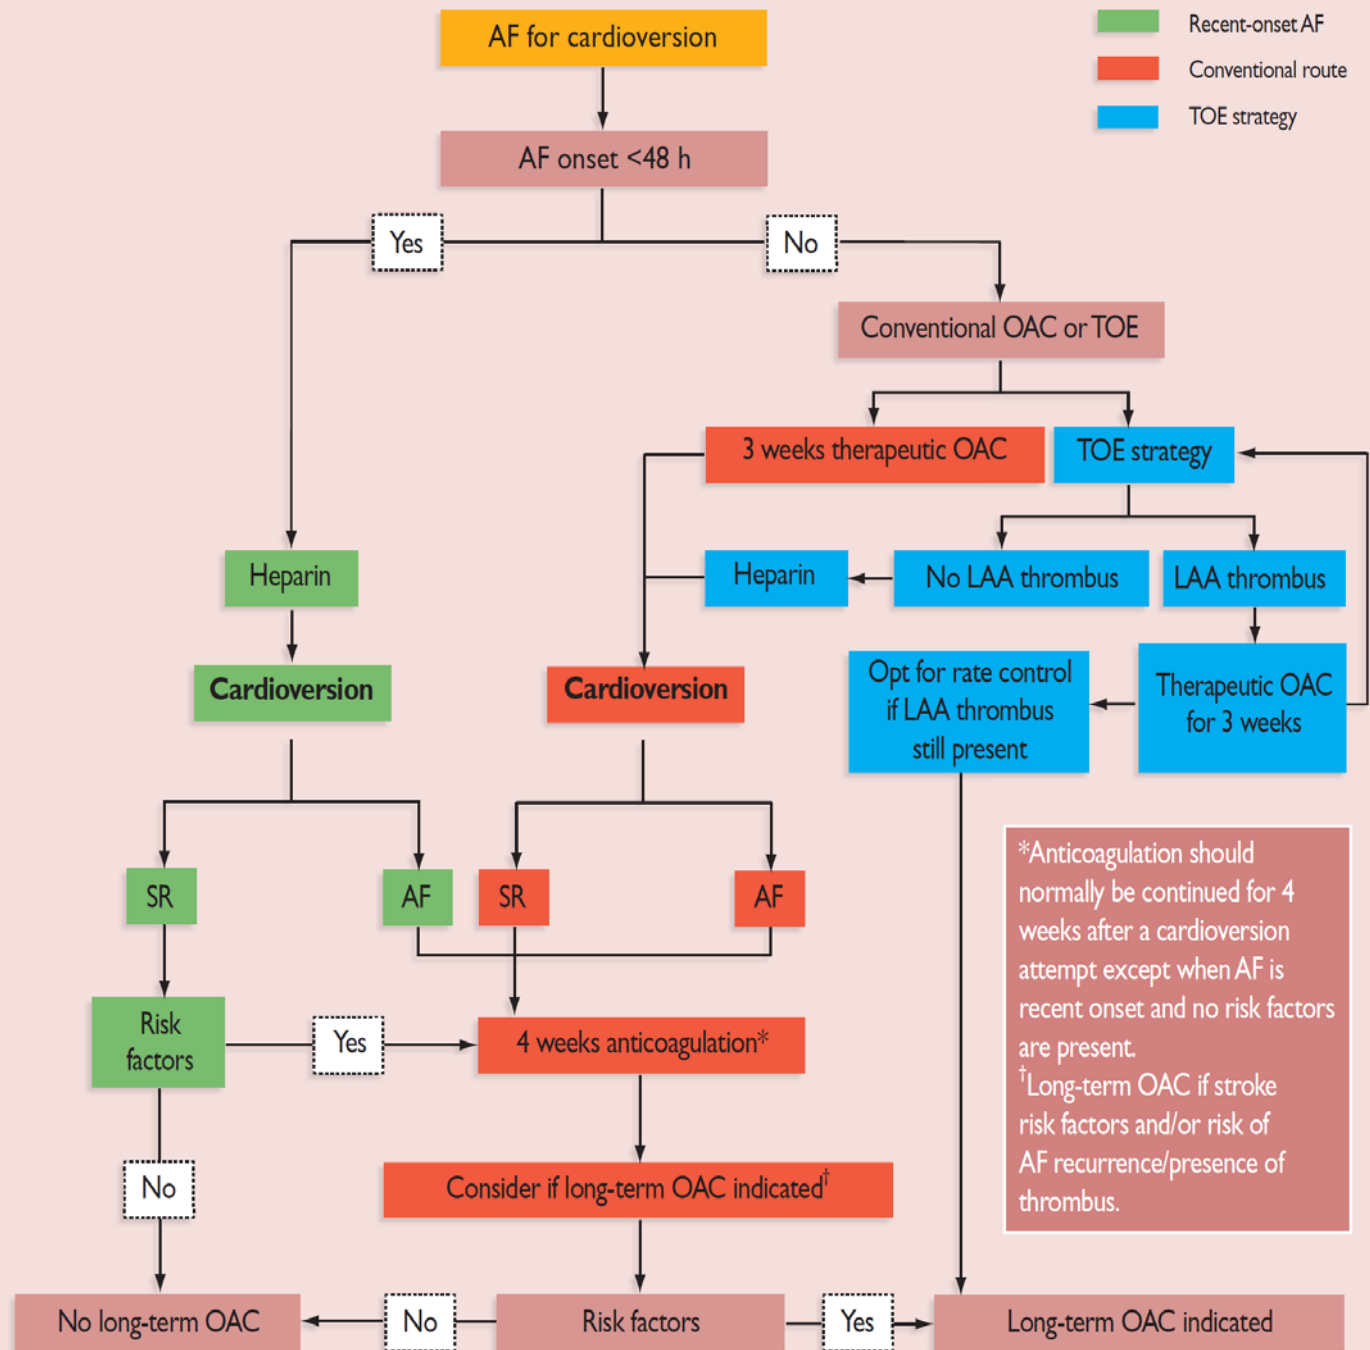 AF for cardioversion
Recent-onset AF
Conventional route
TOE strategy
AF onset <48 h
Yes
No
Conventional OAC or TOE
3 weeks therapeutic OAC
TOE strategy
Heparin
Heparin
No LAA thrombus
LAA thrombus
Cardioversion
Cardioversion
Opt for rate control
if LAA thrombus
still present
Therapeutic OAC
for 3 weeks
SR
AF
SR
AF
*Anticoagulation should
normally be continued for 4
weeks after a cardioversion
attempt except when AF is
recent onset and no risk factors
are present.
†Long-term OAC if stroke
risk factors and/or risk of
AF recurrence/presence of
thrombus.
Risk
factors
Yes
4 weeks anticoagulation*
No
Consider if long-term OAC indicated†
No long-term OAC
No
Risk factors
Yes
Long-term OAC indicated